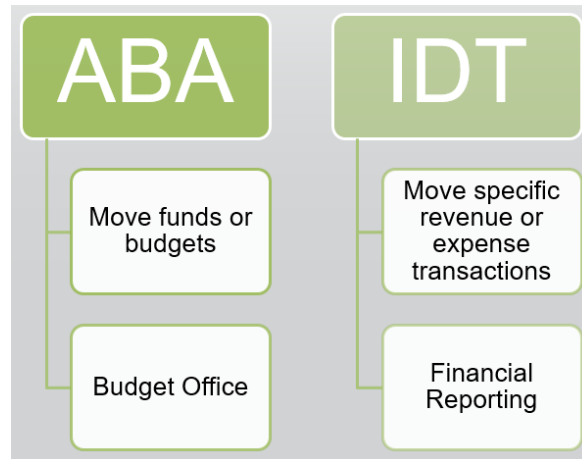 ABA
Move funds or
budgets
Budget Office
IDT
Move specific
revenue or
expense
transactions
Financial
Reporting